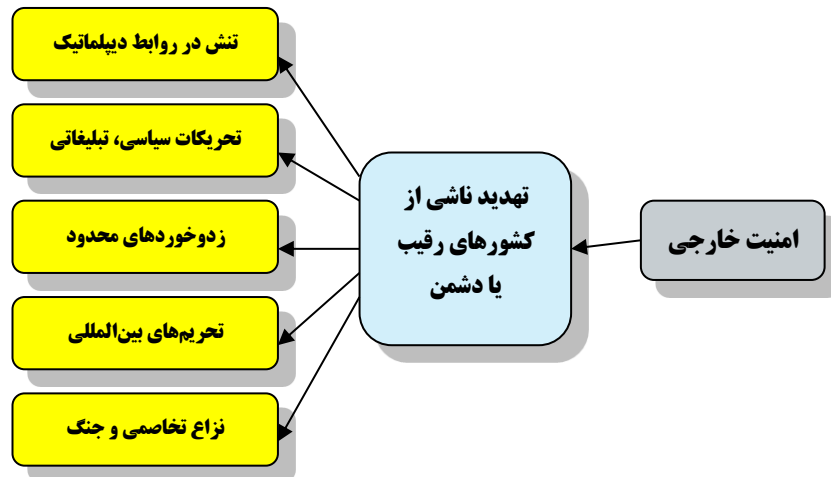 امنیت خارجی
تهدید ناشی از
کشورهای رقیب
یا دشمن
تنش در روابط دیپلماتیک
تحریکات سیاسی، تبلیغاتی
زدوخوردهای محدود
تحریم‌های بین‌المللی
نزاع تخاصمی و جنگ